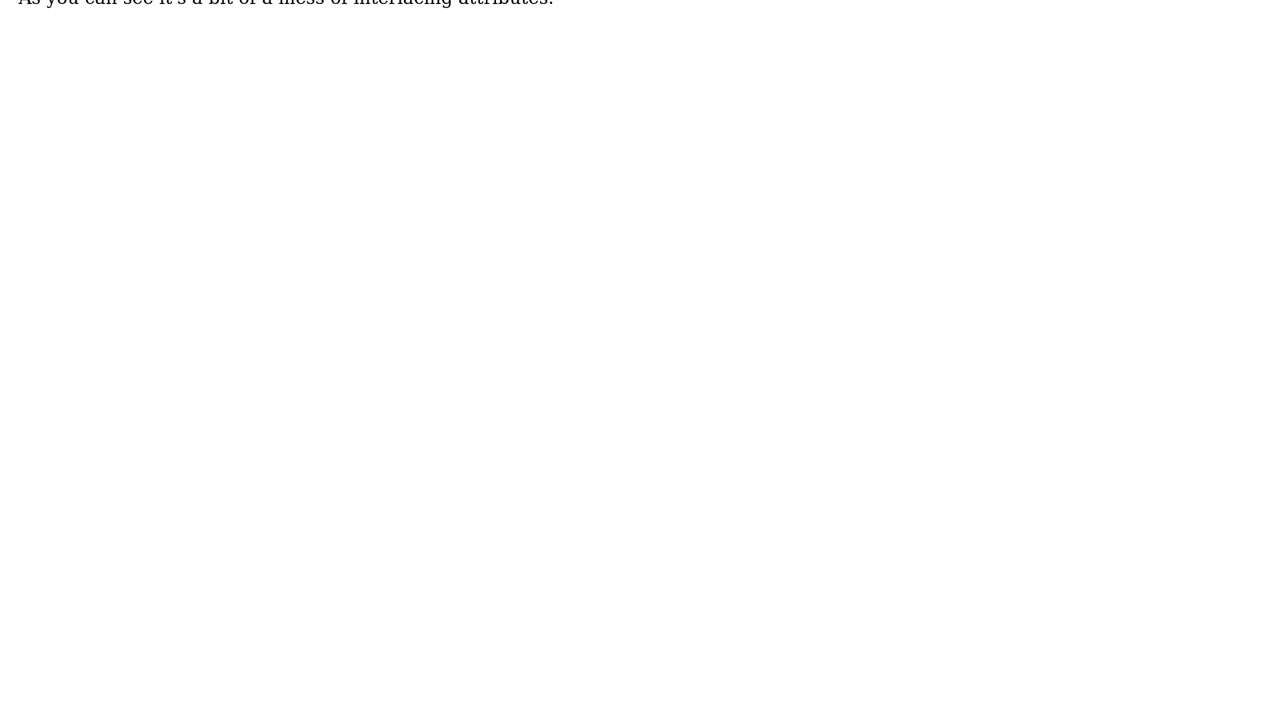 As you can see it's a bit of a mess of interlacing attributes.